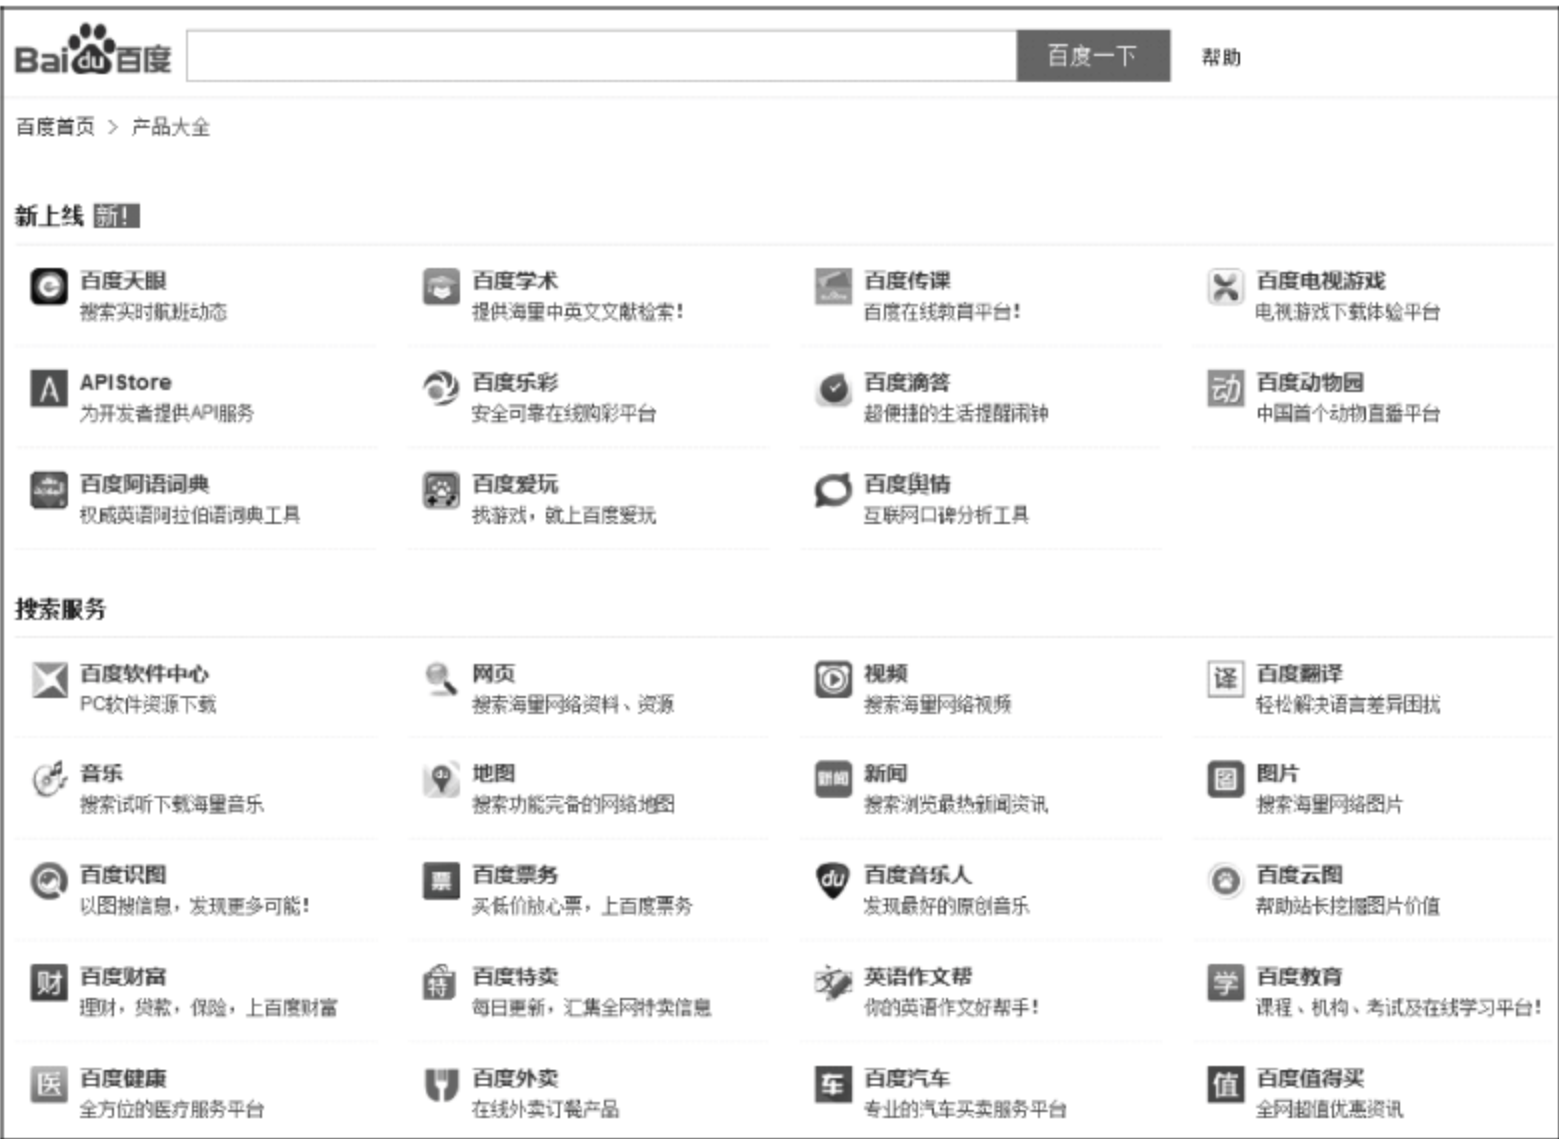 Bai du 百度 百度一下 帮助
百度首页 > 产品大全
新上线 新!
百度天眼 百度学术 百度传课 百度电视游戏
搜索实时航班动态 提供海量中英文文献检索! 百度在线教育平台! 电视游戏下载体验平台
APIStore 百度乐彩 百度滴答 百度动物园
为开发者提供API服务 安全可靠在线购彩平台 超便捷的生活提醒闹钟 中国首个动物直播平台
百度阿语词典 百度爱玩 百度舆情
权威英语阿拉伯语词典工具 找游戏，就上百度爱玩 互联网口碑分析工具
搜索服务
百度软件中心 网页 视频 百度翻译
PC软件资源下载 搜索海量网络资料、资源 搜索海量网络视频 轻松解决语言差异困扰
音乐 地图 新闻 图片
搜索试听下载海量音乐 搜索功能完备的网络地图 搜索浏览最热新闻资讯 搜索海量网络图片
百度识图 百度票务 百度音乐人 百度云图
以图搜信息，发现更多可能! 买低价放心票，上百度票务 发现最好的原创音乐 帮助站长挖掘图片价值
百度财富 百度特卖 英语作文帮 百度教育
理财，贷款，保险，上百度财富 每日更新，汇集全网特卖信息 你的英语作文好帮手! 课程、机构、考试及在线学习平台!
百度健康 百度外卖 百度汽车 百度值得买
全方位的医疗服务平台 在线外卖订餐产品 专业的汽车买卖服务平台 全网超值优惠资讯